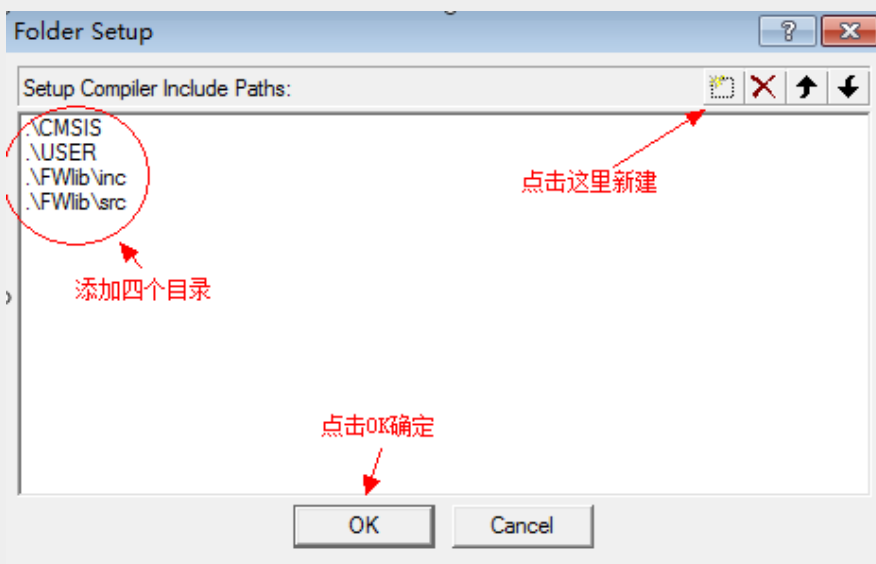 Folder Setup
Setup Compiler Include Paths:
.\CMSIS
.\USER
.\FWlib\inc
.\FWlib\src
点击这里新建
添加四个目录
点击OK确定
OK
Cancel